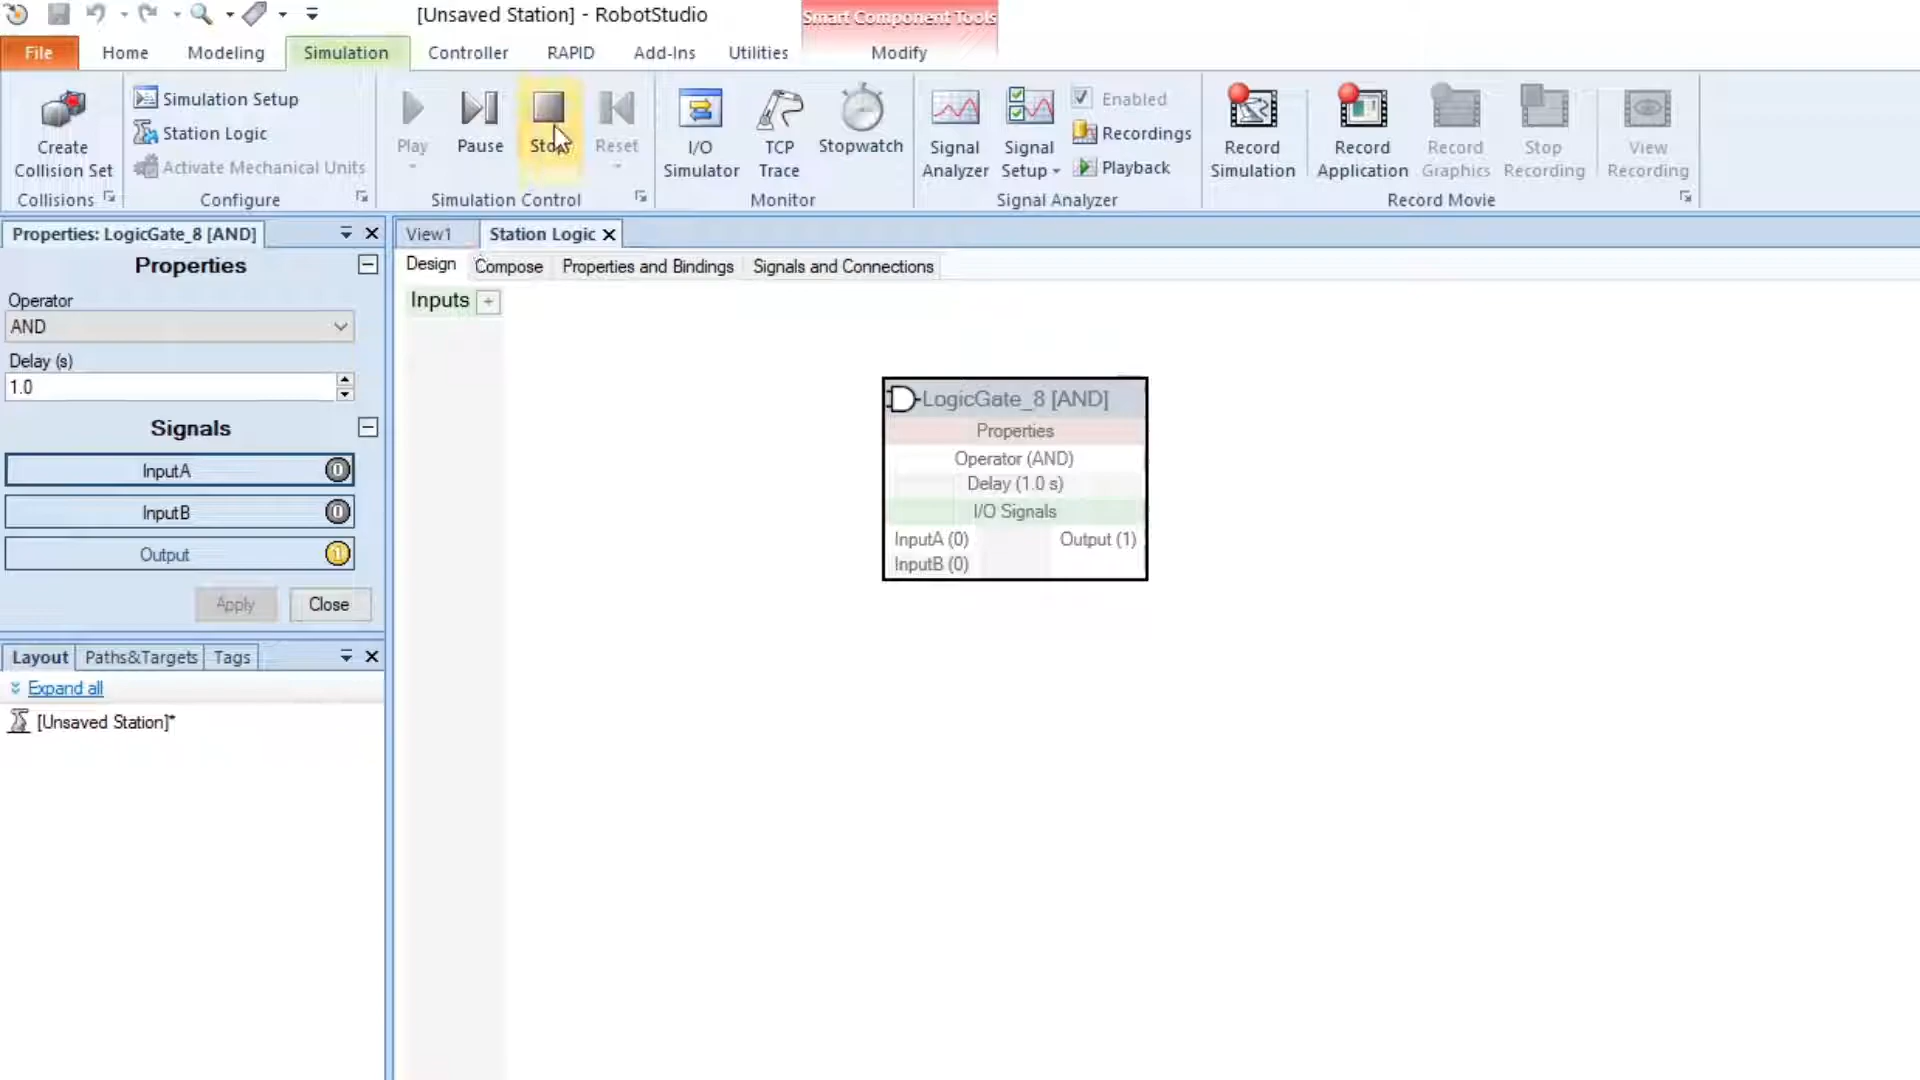 [Unsaved Station] - RobotStudio
Smart Component Tools
File Home Modeling Simulation Controller RAPID Add-Ins Utilities Modify
Create Collision Set
Collisions
Simulation Setup
Station Logic
Activate Mechanical Units
Configure
Play
Pause
Stop
Reset
Simulation Control
I/O Simulator
TCP Trace
Stopwatch
Monitor
Signal Analyzer
Signal Setup
Enabled
Recordings
Playback
Signal Analyzer
Record Simulation
Record Application
Record Graphics
Stop Recording
View Recording
Record Movie
Properties: LogicGate_8 [AND]
Properties
Operator
AND
Delay (s)
1.0
Signals
InputA 0
InputB 0
Output 1
Apply Close
Layout Paths&Targets Tags
Expand all
[Unsaved Station]*
View1 Station Logic
Design Compose Properties and Bindings Signals and Connections
Inputs +
LogicGate_8 [AND]
Properties
Operator (AND)
Delay (1.0 s)
I/O Signals
InputA (0) Output (1)
InputB (0)